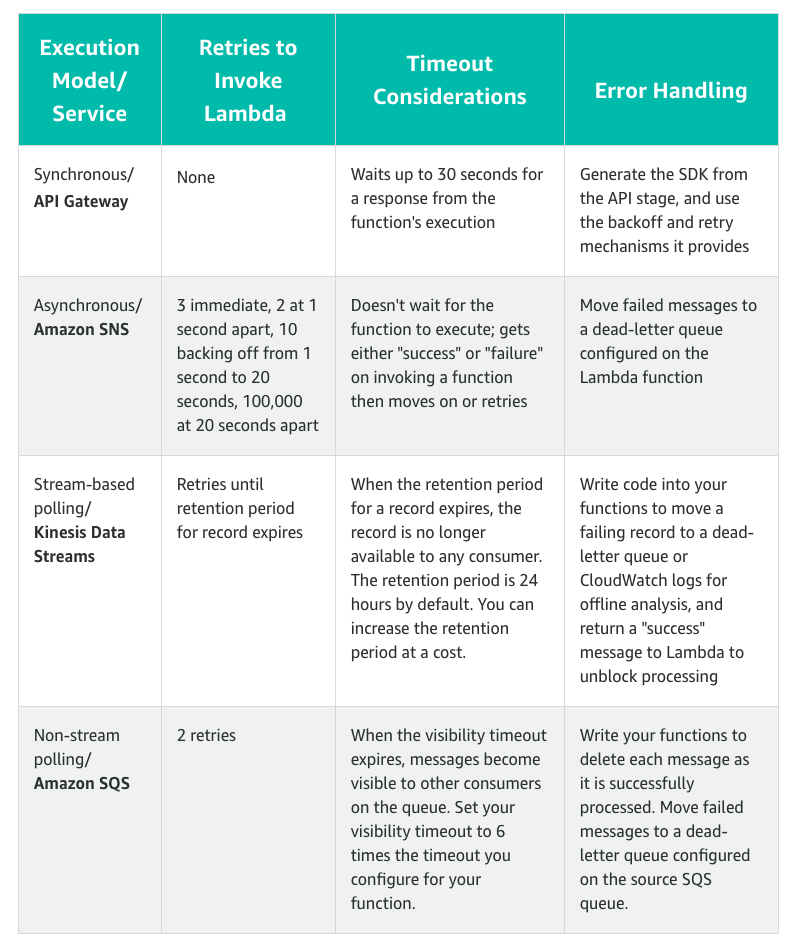 Execution
Model/
Service
Retries to
Invoke
Lambda
Timeout
Considerations
Error Handling
Synchronous/
API Gateway
None
Waits up to 30 seconds for
a response from the
function's execution
Generate the SDK from
the API stage, and use
the backoff and retry
mechanisms it provides
Asynchronous/
Amazon SNS
3 immediate, 2 at 1
second apart, 10
backing off from 1
second to 20
seconds, 100,000
at 20 seconds apart
Doesn't wait for the
function to execute; gets
either "success" or "failure"
on invoking a function
then moves on or retries
Move failed messages to
a dead-letter queue
configured on the
Lambda function
Stream-based
polling/
Kinesis Data
Streams
Retries until
retention period
for record expires
When the retention period
for a record expires, the
record is no longer
available to any consumer.
The retention period is 24
hours by default. You can
increase the retention
period at a cost.
Write code into your
functions to move a
failing record to a dead-
letter queue or
CloudWatch logs for
offline analysis, and
return a "success"
message to Lambda to
unblock processing
Non-stream
polling/
Amazon SQS
2 retries
When the visibility timeout
expires, messages become
visible to other consumers
on the queue. Set your
visibility timeout to 6
times the timeout you
configure for your
function.
Write your functions to
delete each message as
it is successfully
processed. Move failed
messages to a dead-
letter queue configured
on the source SQS
queue.